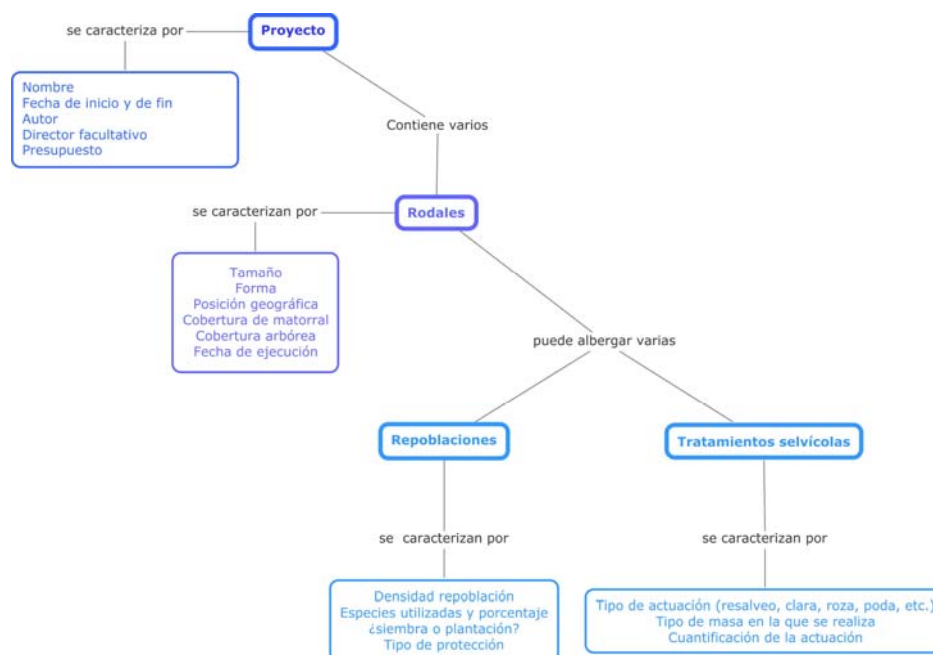 se caracteriza por
Proyecto
Nombre
Fecha de inicio y de fin
Autor
Director facultativo
Presupuesto
Contiene varios
se caracterizan por
Rodales
Tamaño
Forma
Posición geográfica
Cobertura de matorral
Cobertura arbórea
Fecha de ejecución
puede albergar varias
Repoblaciones
Tratamientos selvícolas
se caracterizan por
se caracterizan por
Densidad repoblación
Especies utilizadas y porcentaje
¿siembra o plantación?
Tipo de protección
Tipo de actuación (resalveo, clara, roza, poda, etc.)
Tipo de masa en la que se realiza
Cuantificación de la actuación